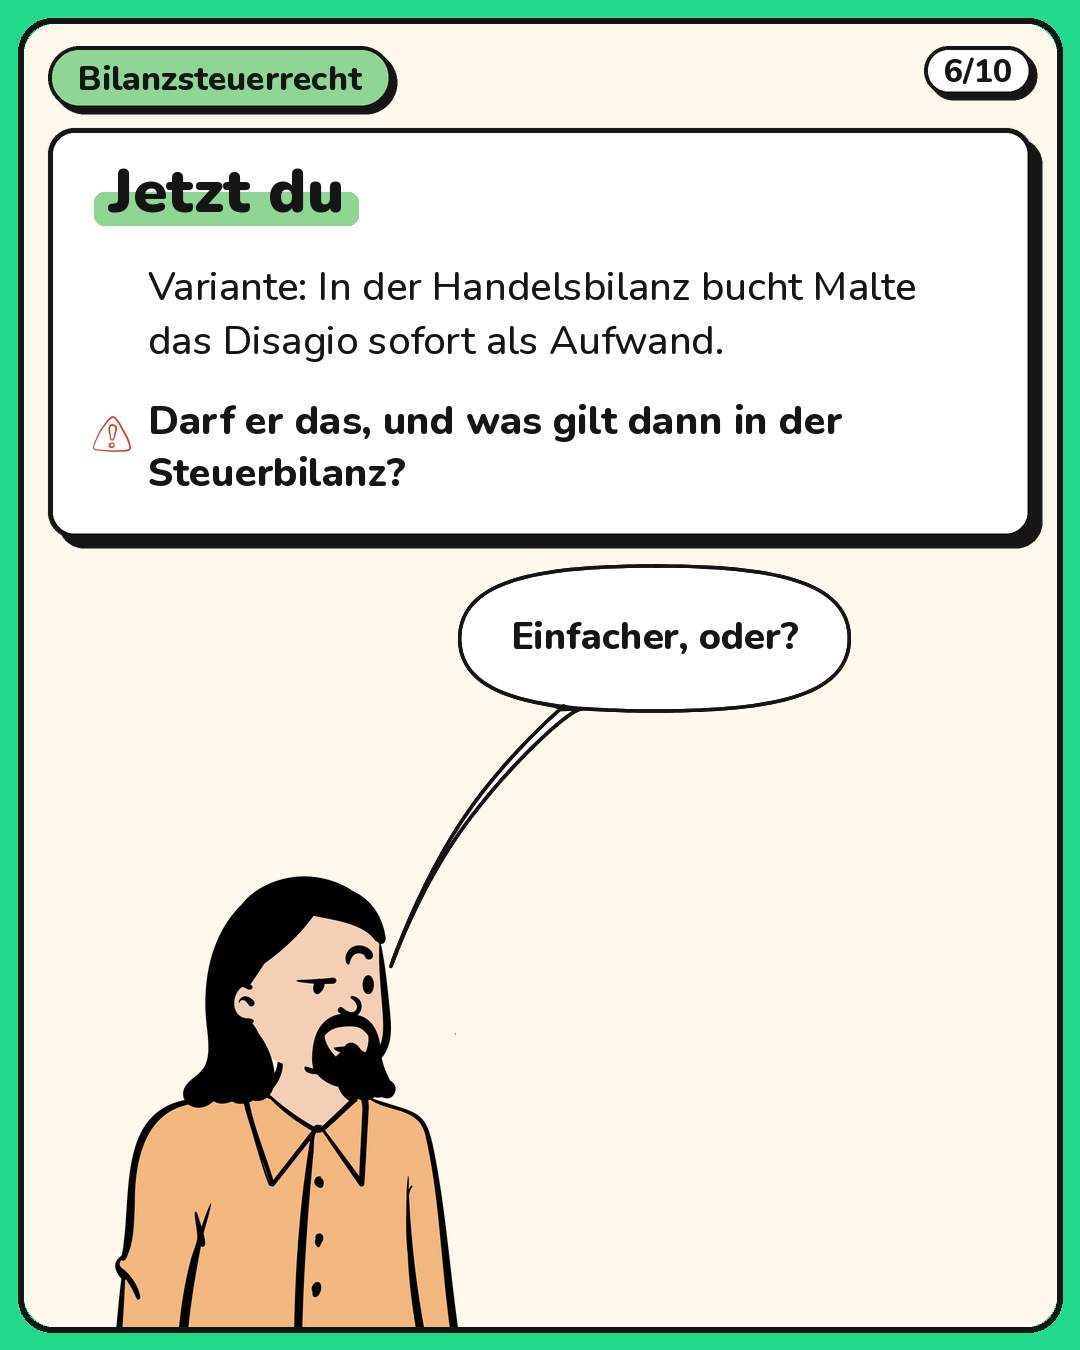 Bilanzsteuerrecht
6/10
Jetzt du
Variante: In der Handelsbilanz bucht Malte
das Disagio sofort als Aufwand.
Darf er das, und was gilt dann in der
Steuerbilanz?
Einfacher, oder?